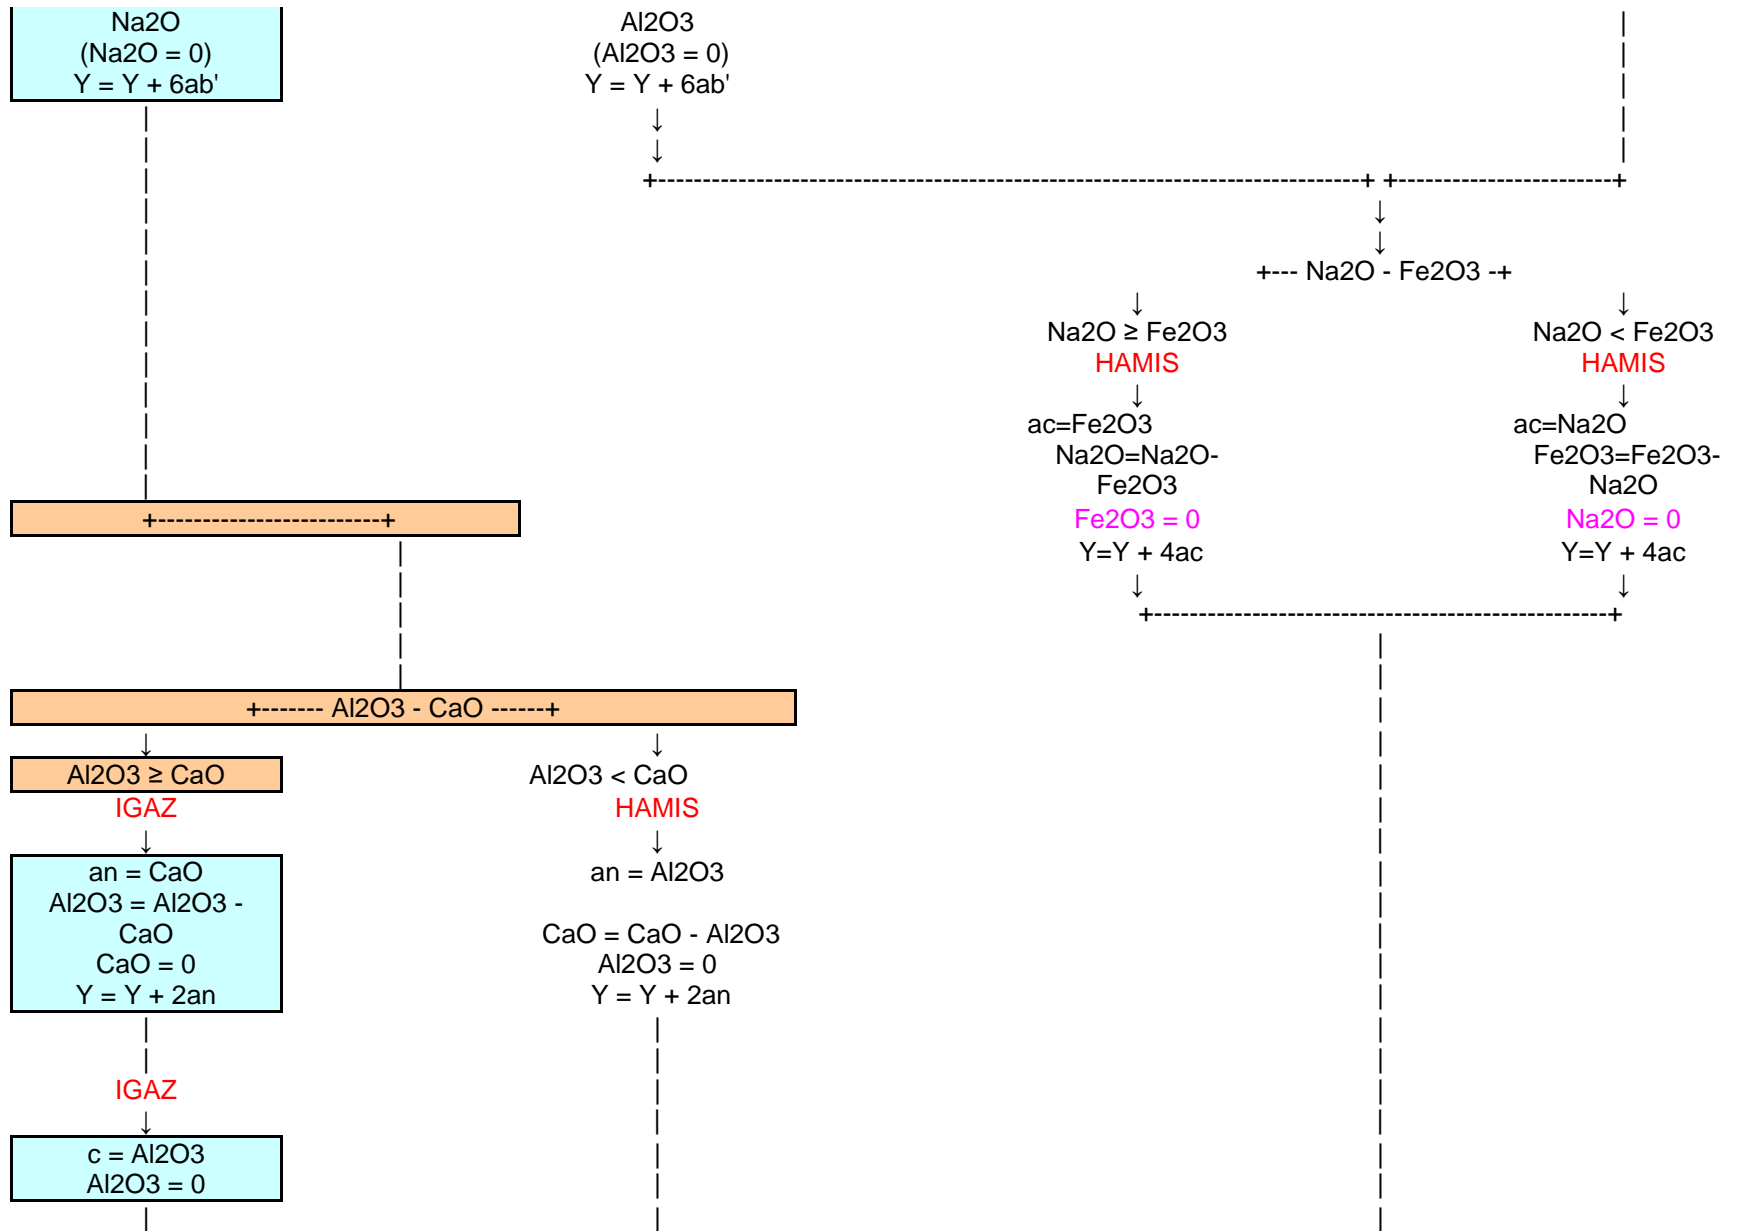 Na2O
(Na2O = 0)
Y = Y + 6ab'
Al2O3
(Al2O3 = 0)
Y = Y + 6ab'
↓
↓
+-------------------------------------------------------------------------+ +-----------------------+
↓
↓
+--- Na2O - Fe2O3 -+
↓ ↓
Na2O ≥ Fe2O3
HAMIS
↓
ac=Fe2O3
Na2O=Na2O-
Fe2O3
Fe2O3 = 0
Y=Y + 4ac
↓
Na2O < Fe2O3
HAMIS
↓
ac=Na2O
Fe2O3=Fe2O3-
Na2O
Na2O = 0
Y=Y + 4ac
↓
+------------------------------------------------+
+-------------------------+
+------- Al2O3 - CaO ------+
↓ ↓
Al2O3 ≥ CaO
IGAZ
↓
an = CaO
Al2O3 = Al2O3 -
CaO
CaO = 0
Y = Y + 2an
IGAZ
↓
c = Al2O3
Al2O3 = 0
Al2O3 < CaO
HAMIS
↓
an = Al2O3
CaO = CaO - Al2O3
Al2O3 = 0
Y = Y + 2an